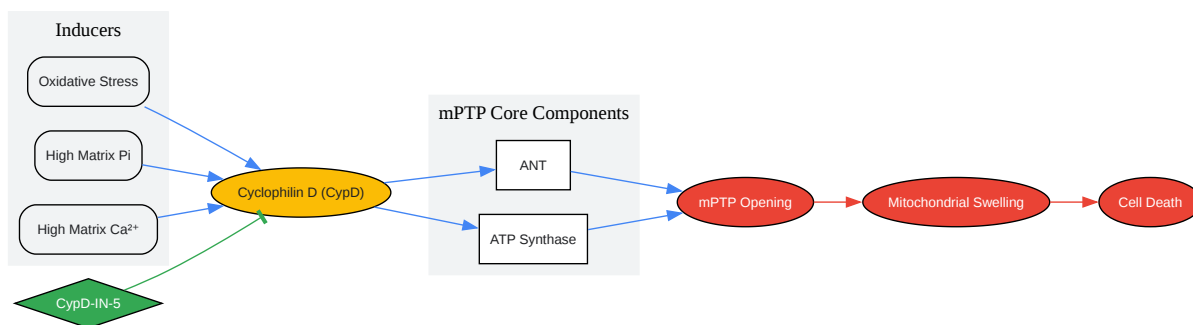 Inducers
Oxidative Stress
High Matrix Pi
High Matrix Ca²⁺
CypD-IN-5
Cyclophilin D (CypD)
mPTP Core Components
ANT
ATP Synthase
mPTP Opening
Mitochondrial Swelling
Cell Death